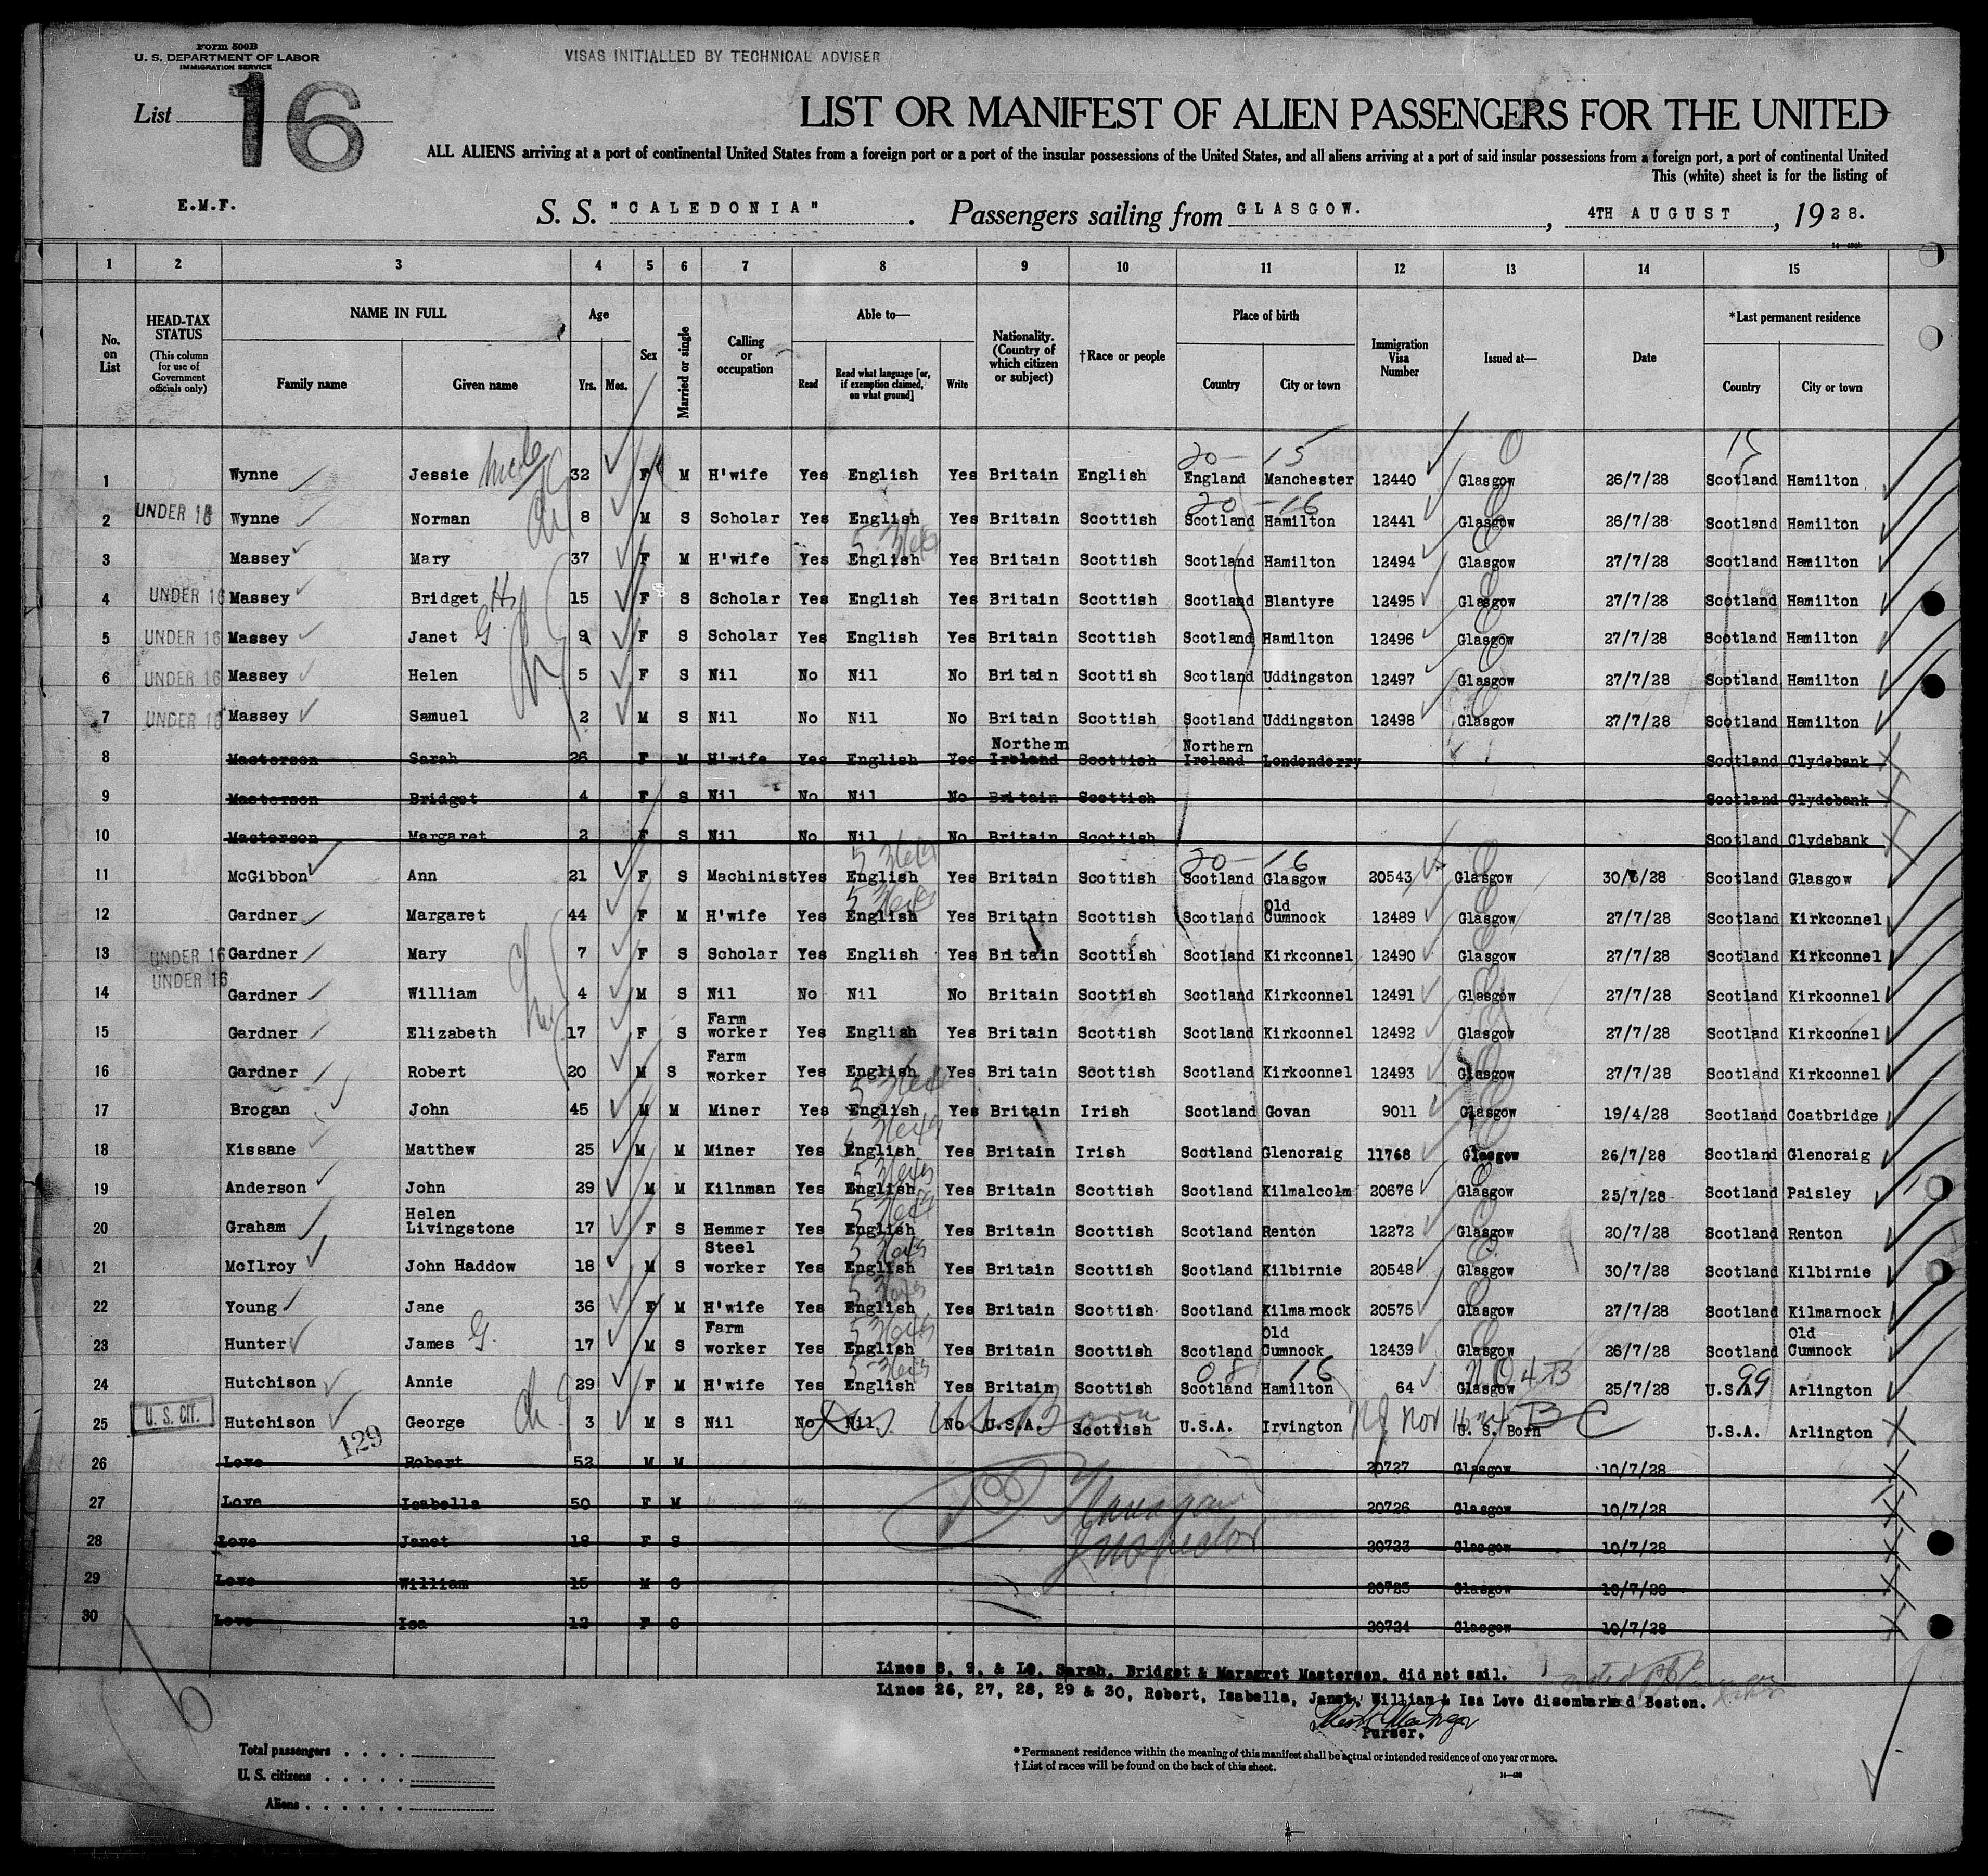 Form 500B
U. S. DEPARTMENT OF LABOR
IMMIGRATION SERVICE
VISAS INITIALLED BY TECHNICAL ADVISER
List 16
LIST OR MANIFEST OF ALIEN PASSENGERS FOR THE UNITED
ALL ALIENS arriving at a port of continental United States from a foreign port or a port of the insular possessions of the United States, and all aliens arriving at a port of said insular possessions from a foreign port, a port of continental United
This (white) sheet is for the listing of
E.M.F.
S. S. "CALEDONIA". Passengers sailing from GLASGOW. , 4TH AUGUST , 1928.
1 2 3 4 5 6 7 8 9 10 11 12 13 14 15
No. on List
HEAD-TAX STATUS
(This column for use of Government officials only)
NAME IN FULL
Family name Given name
Age
Yrs. Mos.
Sex
Married or single
Calling or occupation
Able to—
Read Read what language [or, if exemption claimed, on what ground] Write
Nationality. (Country of which citizen or subject)
†Race or people
Place of birth
Country City or town
Immigration Visa Number
Issued at—
Date
*Last permanent residence
Country City or town
20 - 15 15
1 Wynne Jessie 32 F M H'wife Yes English Yes Britain English England Manchester 12440 Glasgow 26/7/28 Scotland Hamilton
20 - 16
2 UNDER 16 Wynne Norman 8 M S Scholar Yes English Yes Britain Scottish Scotland Hamilton 12441 Glasgow 26/7/28 Scotland Hamilton
3 Massey Mary 37 F M H'wife Yes English Yes Britain Scottish Scotland Hamilton 12494 Glasgow 27/7/28 Scotland Hamilton
4 UNDER 16 Massey Bridget H. 15 F S Scholar Yes English Yes Britain Scottish Scotland Blantyre 12495 Glasgow 27/7/28 Scotland Hamilton
5 UNDER 16 Massey Janet G. 9 F S Scholar Yes English Yes Britain Scottish Scotland Hamilton 12496 Glasgow 27/7/28 Scotland Hamilton
6 UNDER 16 Massey Helen 5 F S Nil No Nil No Britain Scottish Scotland Uddingston 12497 Glasgow 27/7/28 Scotland Hamilton
7 UNDER 16 Massey Samuel 2 M S Nil No Nil No Britain Scottish Scotland Uddingston 12498 Glasgow 27/7/28 Scotland Hamilton
8 Masterson Sarah 26 F M H'wife Yes English Yes Northern Ireland Scottish Northern Ireland Londonderry Scotland Clydebank
9 Masterson Bridget 4 F S Nil No Nil No Britain Scottish Scotland Clydebank
10 Masterson Margaret 2 F S Nil No Nil No Britain Scottish Scotland Clydebank
20 - 16
11 McGibbon Ann 21 F S Machinist Yes English Yes Britain Scottish Scotland Glasgow 20543 Glasgow 30/7/28 Scotland Glasgow
12 Gardner Margaret 44 F M H'wife Yes English Yes Britain Scottish Scotland Old Cumnock 12489 Glasgow 27/7/28 Scotland Kirkconnel
13 UNDER 16 Gardner Mary 7 F S Scholar Yes English Yes Britain Scottish Scotland Kirkconnel 12490 Glasgow 27/7/28 Scotland Kirkconnel
14 UNDER 16 Gardner William 4 M S Nil No Nil No Britain Scottish Scotland Kirkconnel 12491 Glasgow 27/7/28 Scotland Kirkconnel
15 Gardner Elizabeth 17 F S Farm worker Yes English Yes Britain Scottish Scotland Kirkconnel 12492 Glasgow 27/7/28 Scotland Kirkconnel
16 Gardner Robert 20 M S Farm worker Yes English Yes Britain Scottish Scotland Kirkconnel 12493 Glasgow 27/7/28 Scotland Kirkconnel
17 Brogan John 45 M M Miner Yes English Yes Britain Irish Scotland Govan 9011 Glasgow 19/4/28 Scotland Coatbridge
18 Kissane Matthew 25 M M Miner Yes English Yes Britain Irish Scotland Glencraig 11768 Glasgow 26/7/28 Scotland Glencraig
19 Anderson John 29 M M Kilnman Yes English Yes Britain Scottish Scotland Kilmalcolm 20676 Glasgow 25/7/28 Scotland Paisley
20 Graham Helen Livingstone 17 F S Hemmer Yes English Yes Britain Scottish Scotland Renton 12272 Glasgow 20/7/28 Scotland Renton
21 McIlroy John Haddow 18 M S Steel worker Yes English Yes Britain Scottish Scotland Kilbirnie 20548 Glasgow 30/7/28 Scotland Kilbirnie
22 Young Jane 36 F M H'wife Yes English Yes Britain Scottish Scotland Kilmarnock 20575 Glasgow 27/7/28 Scotland Kilmarnock
23 Hunter James G. 17 M S Farm worker Yes English Yes Britain Scottish Scotland Old Cumnock 12439 Glasgow 26/7/28 Scotland Old Cumnock
08 16 99
24 Hutchison Annie 29 F M H'wife Yes English Yes Britain Scottish Scotland Hamilton 64 Glasgow 25/7/28 U.S.A. Arlington
25 U. S. CIT. Hutchison George 3 M S Nil No Nil No U.S.A. Scottish U.S.A. Irvington U. S. Born U.S.A. Arlington
129
26 Love Robert 52 M M 20727 Glasgow 10/7/28
27 Love Isabella 50 F M 20726 Glasgow 10/7/28
28 Love Janet 18 F S 20723 Glasgow 10/7/28
29 Love William 15 M S 20725 Glasgow 10/7/28
30 Love Isa 12 F S 20724 Glasgow 10/7/28
Inspector
Lines 8, 9, & 10, Sarah, Bridget & Maragret Masterson, did not sail.
Lines 26, 27, 28, 29 & 30, Robert, Isabella, Janet, William & Isa Love disembarked Boston.
Purser.
Total passengers
U. S. citizens
Aliens
* Permanent residence within the meaning of this manifest shall be actual or intended residence of one year or more.
† List of races will be found on the back of this sheet.